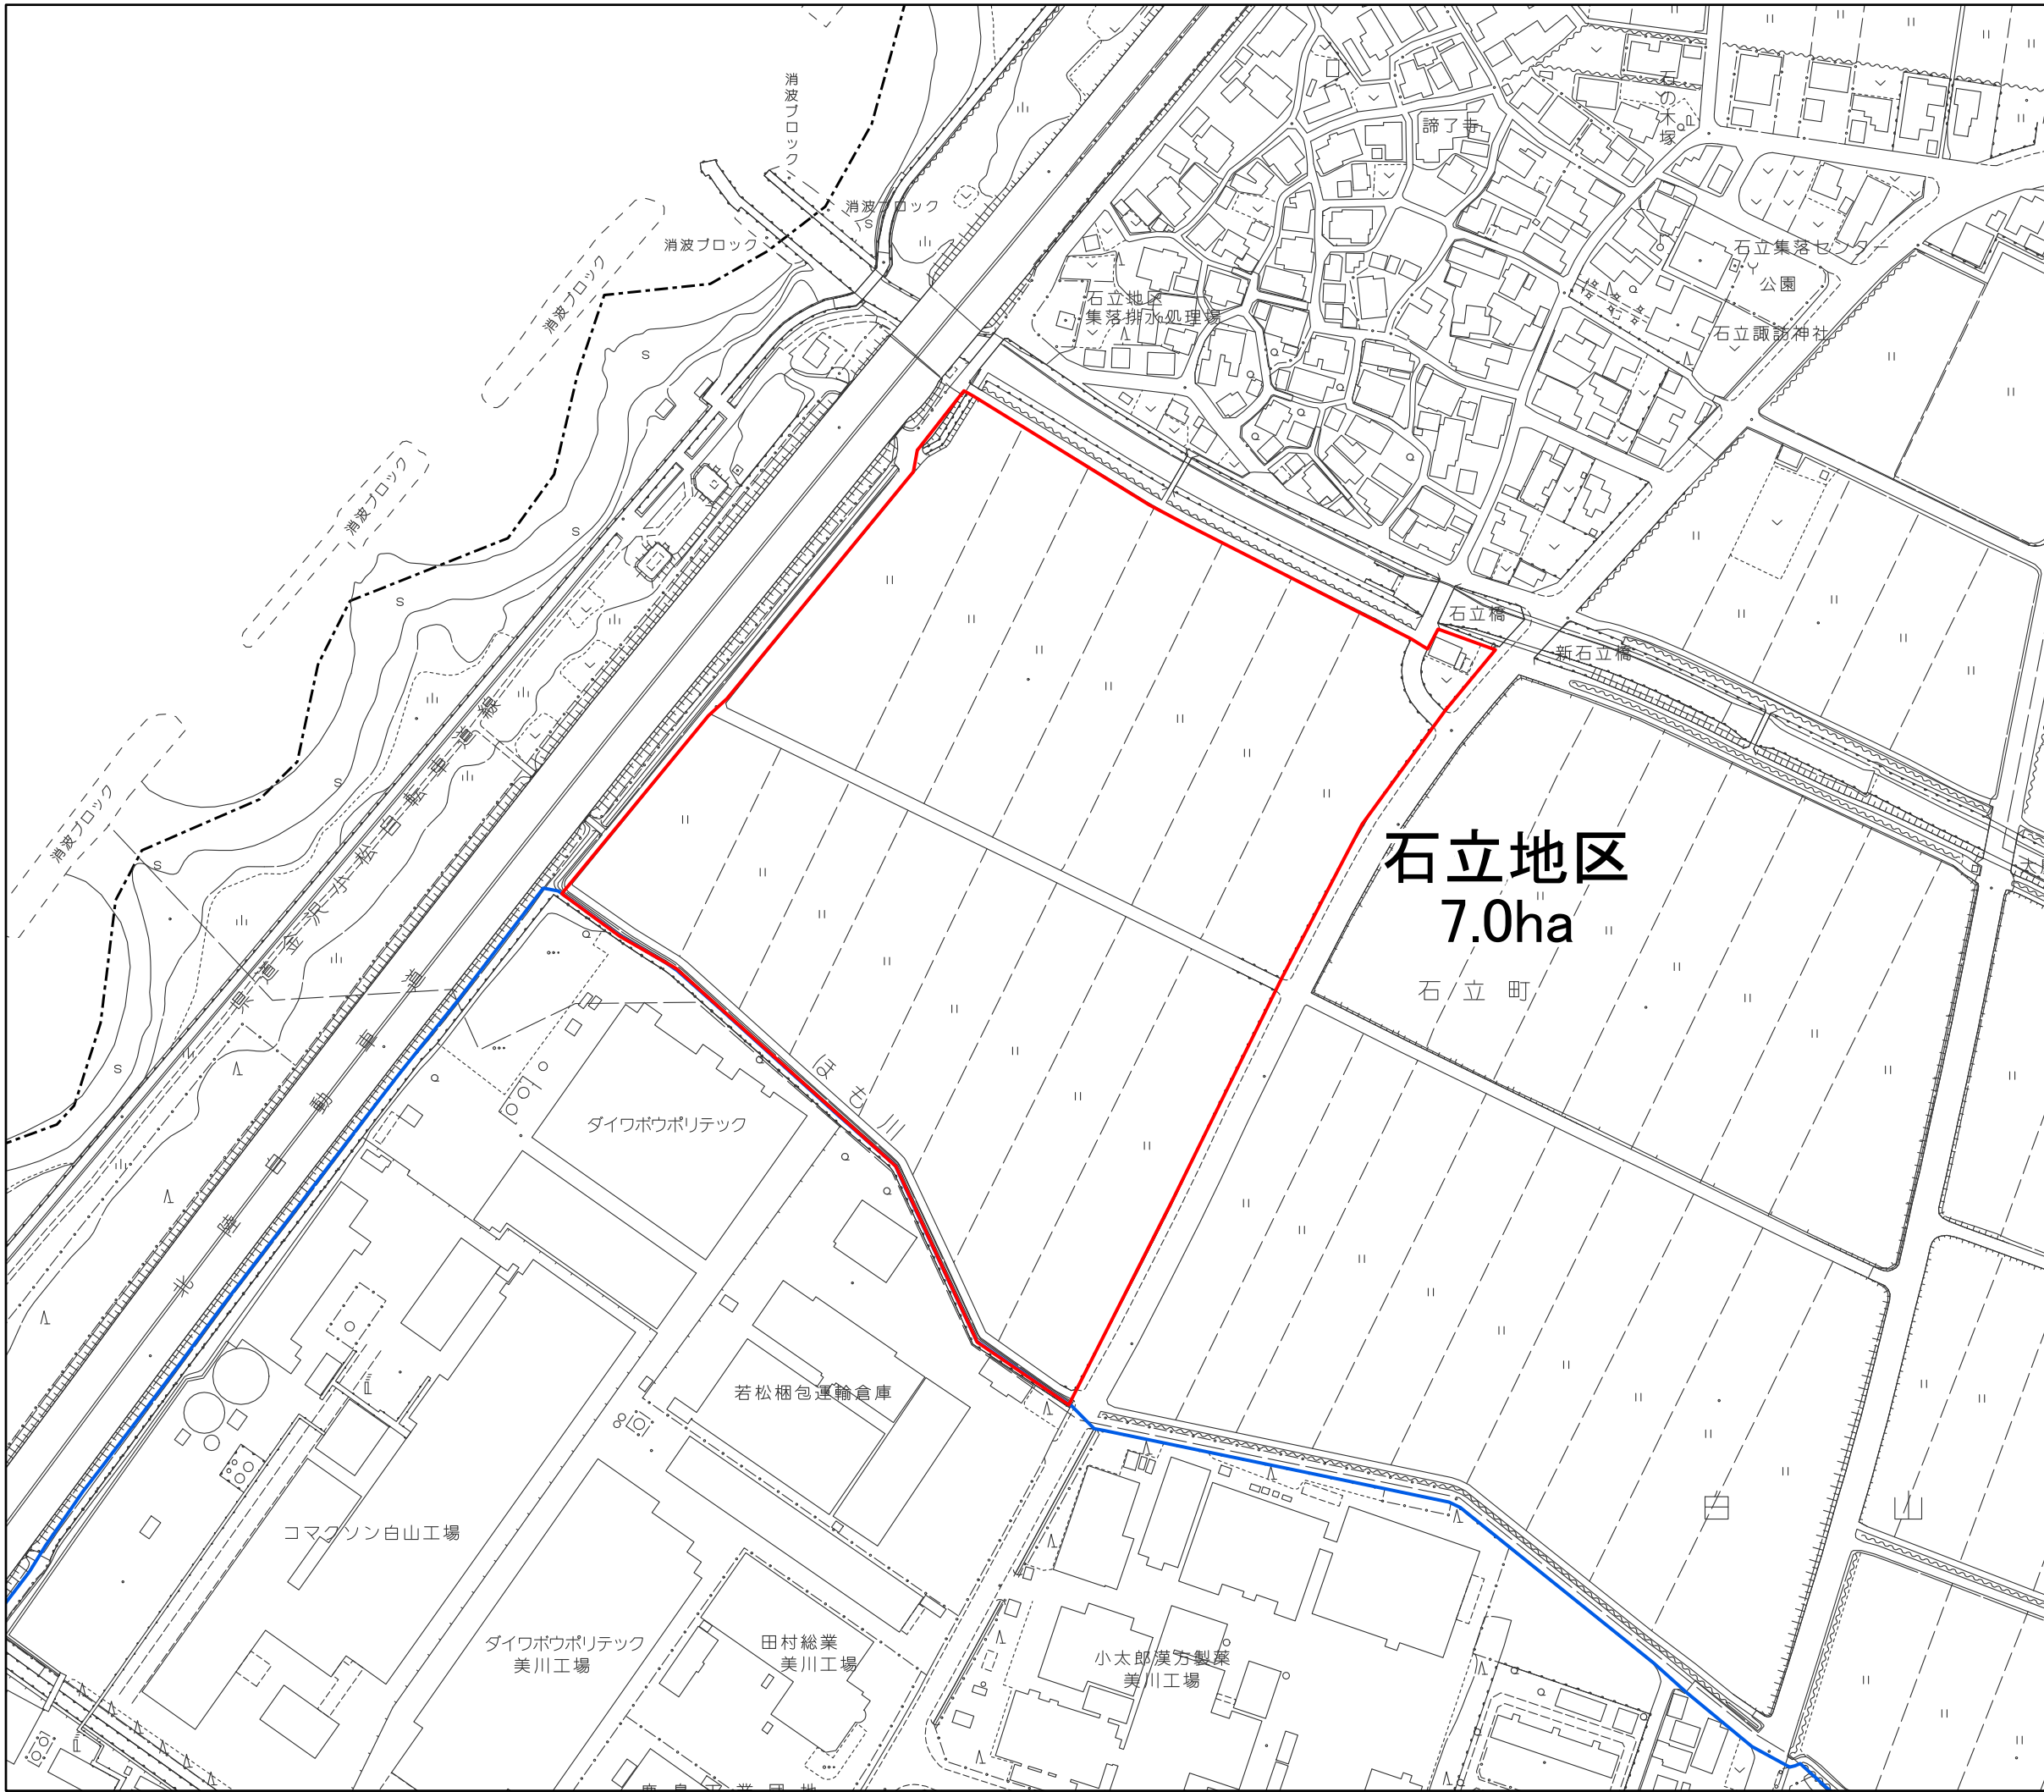 消波ブロック
諦了寺
石の木塚
消波ブロック
消波ブロック
石立集落センター
消波ブロック
公園
石立地区
集落排水処理場
石立諏訪神社
消波ブロック
石立橋
新石立橋
消波ブロック
県道金沢小松自転車道線
石立地区
7.0ha
石立町
北陸自動車道
ダイワボウポリテック
若松梱包運輸倉庫
コマクソン白山工場
田
山
ダイワボウポリテック
美川工場
田村総業
美川工場
小太郎漢方製薬
美川工場